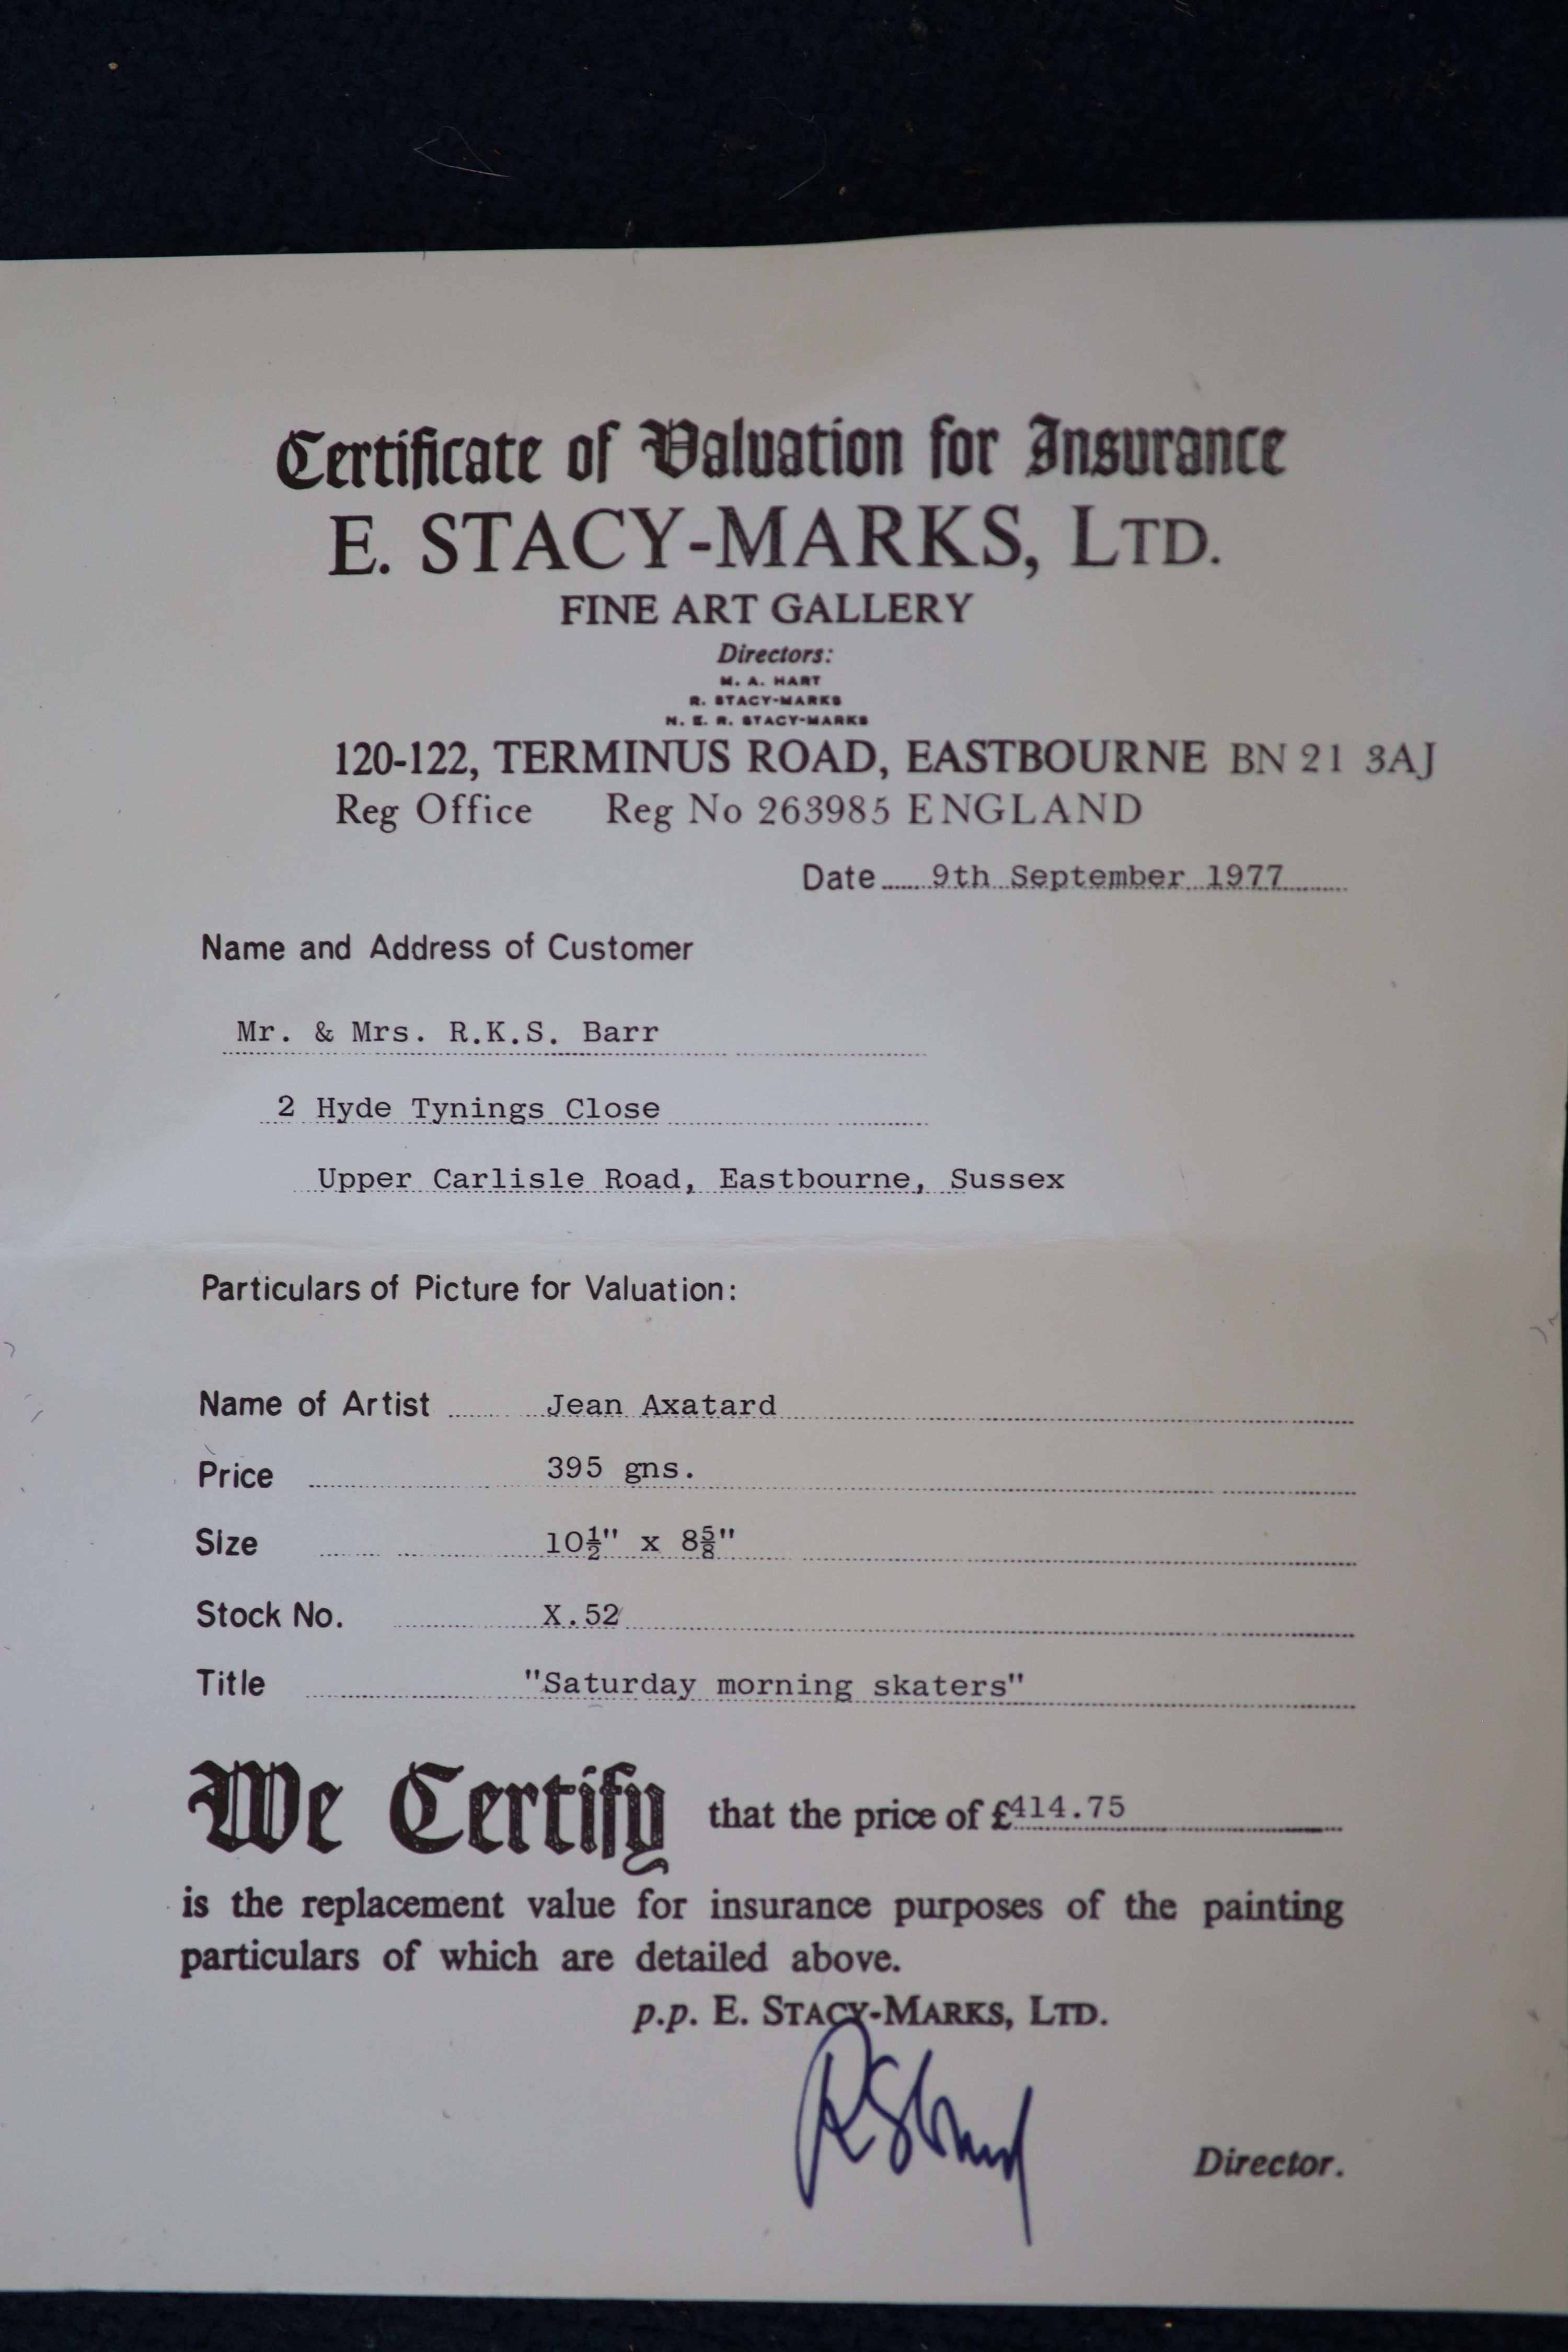 Certificate of Valuation for Insurance
E. STACY-MARKS, LTD.
FINE ART GALLERY
Directors:
M. A. HART
R. STACY-MARKS
N. E. R. STACY-MARKS
120-122, TERMINUS ROAD, EASTBOURNE BN 21 3AJ
Reg Office Reg No 263985 ENGLAND
Date 9th September 1977
Name and Address of Customer
Mr. & Mrs. R.K.S. Barr
2 Hyde Tynings Close
Upper Carlisle Road, Eastbourne, Sussex
Particulars of Picture for Valuation:
Name of Artist Jean Axatard
Price 395 gns.
Size 10½" x 8⅝"
Stock No. X.52
Title "Saturday morning skaters"
We Certify that the price of £414.75
is the replacement value for insurance purposes of the painting
particulars of which are detailed above.
p.p. E. STACY-MARKS, LTD.
Director.